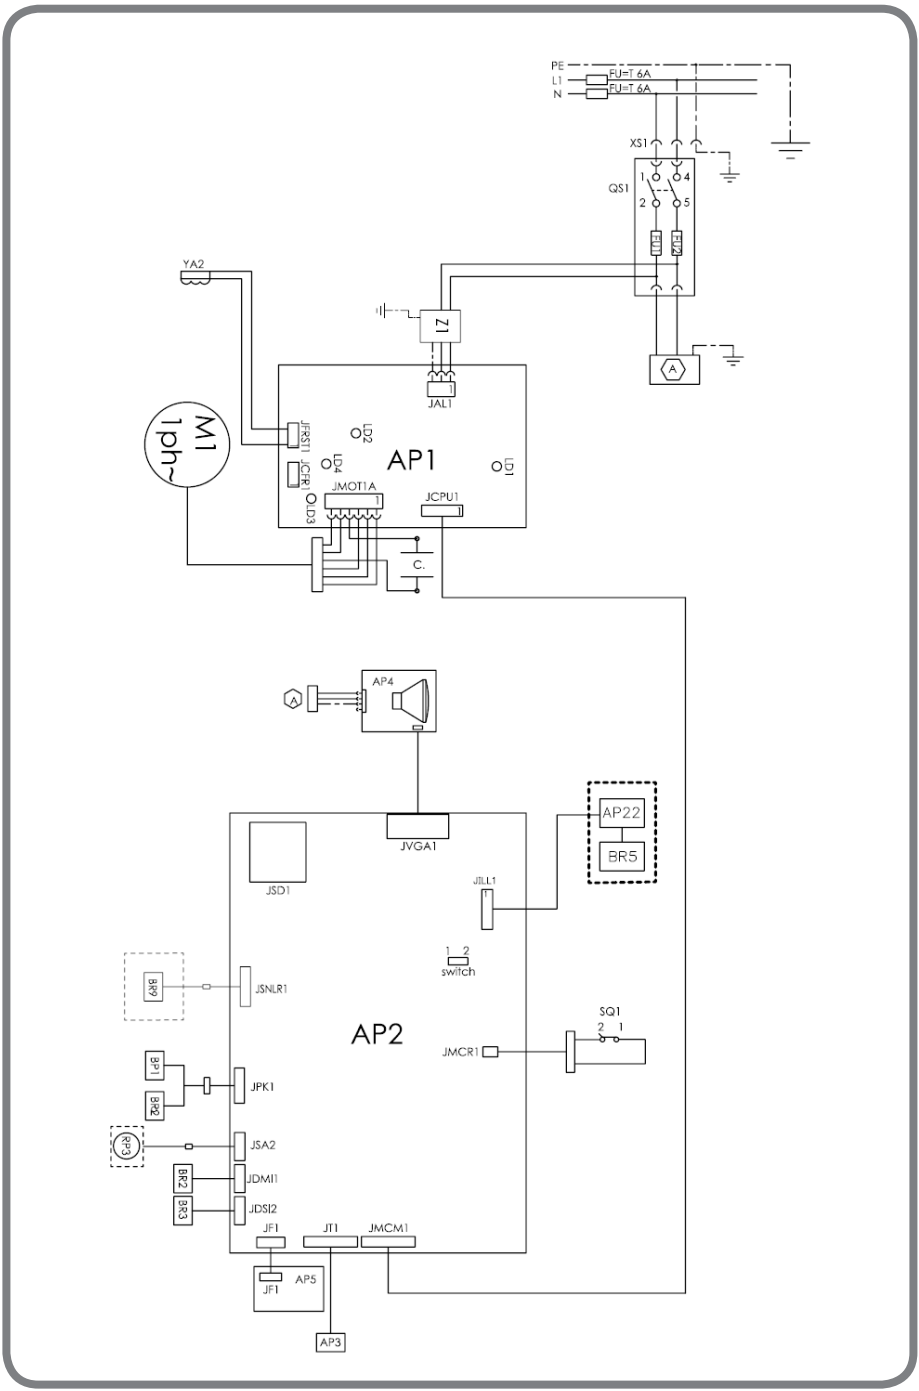 PE
L1 FU=T 6A
N FU=T 6A
XS1
QS1
1 4
2 5
FU1 FU2
A
YA2
Z1
1
JAL1
M1
1ph~
JFRST1
JCFR1
LD2
LD4
LD3
AP1
LD1
JMOT1A
1
JCPU1
1
C.
A
AP4
JVGA1
JSD1
AP22
BR5
JILL1
1
1 2
switch
BR9
JSNLR1
AP2
SQ1
2 1
JMCR1
BP1
JPK1
RP3
JSA2
BR2
JDMI1
BR3
JDSI2
JF1
JT1
JMCM1
JF1
AP5
AP3